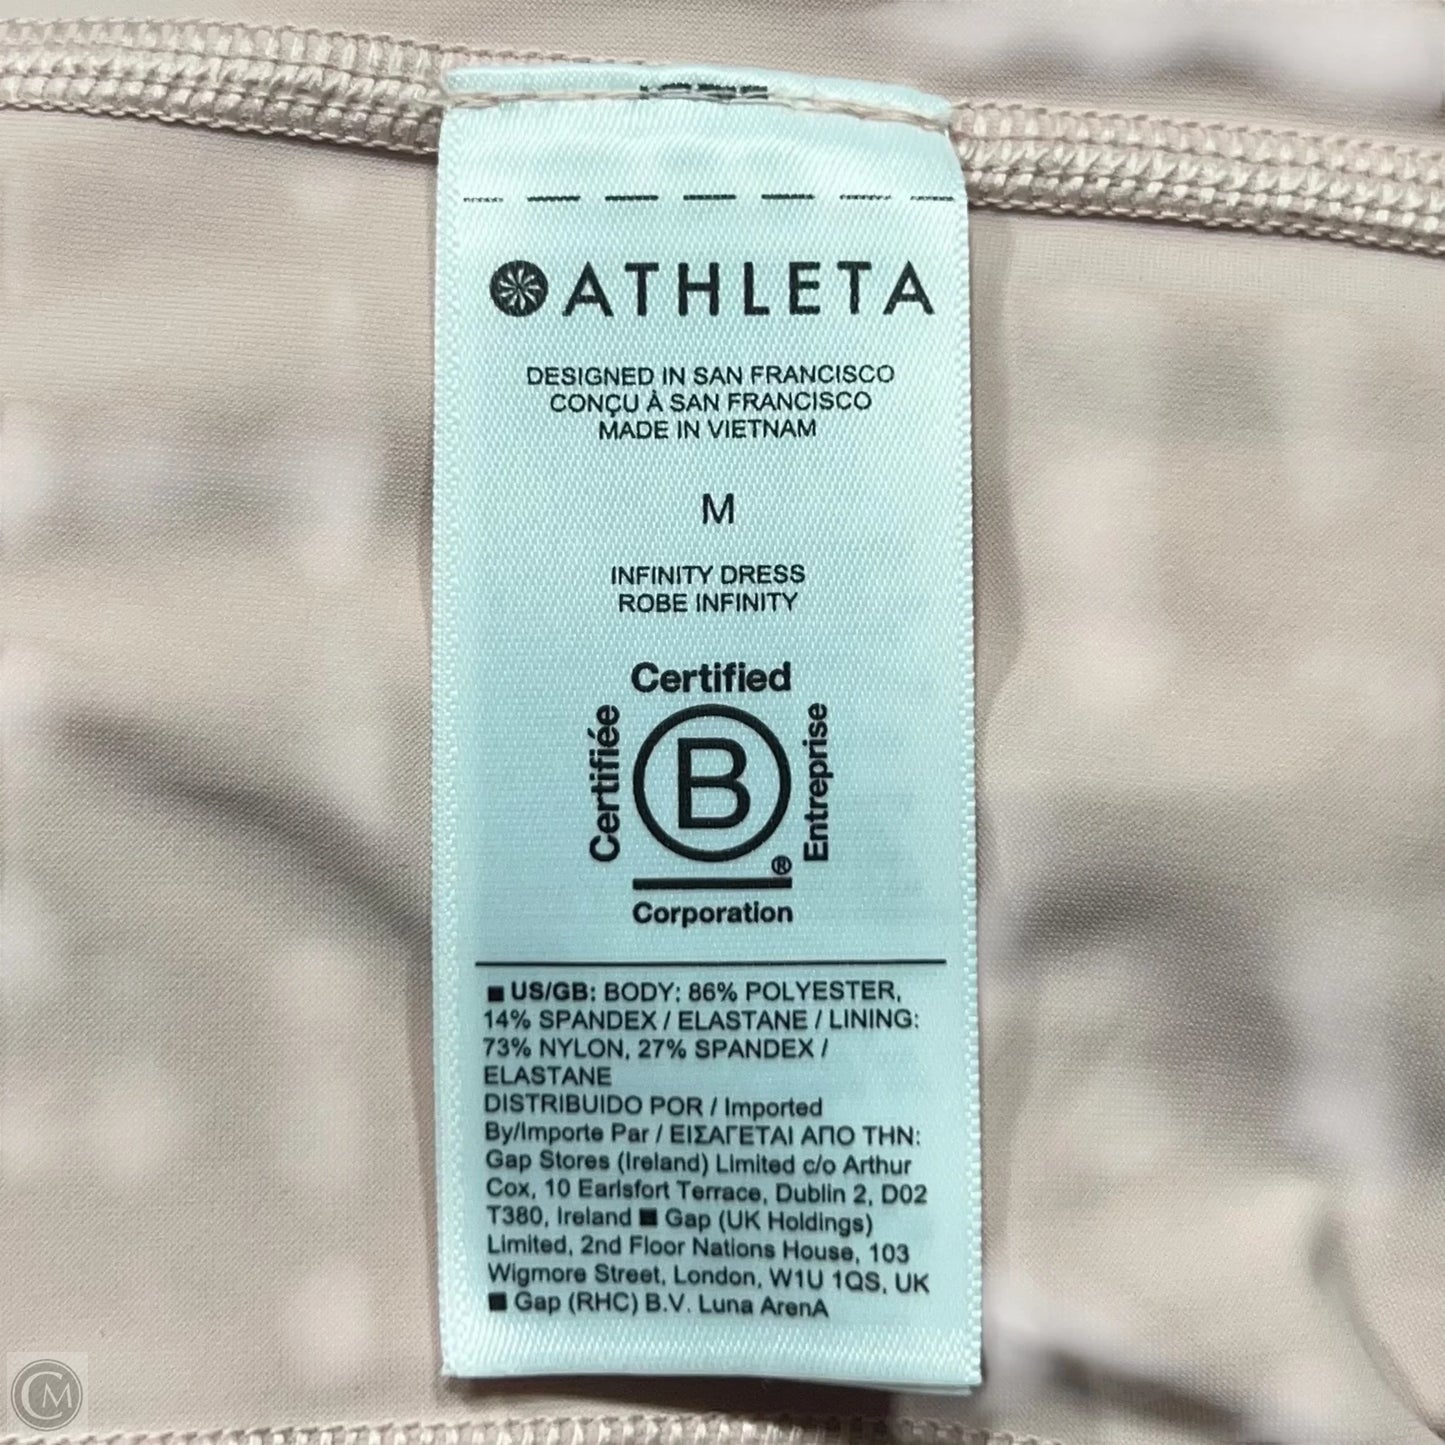 ATHLETA
DESIGNED IN SAN FRANCISCO
CONÇU À SAN FRANCISCO
MADE IN VIETNAM
M
INFINITY DRESS
ROBE INFINITY
Certified
Certifiée
B
Entreprise
®
Corporation
■ US/GB: BODY: 86% POLYESTER,
14% SPANDEX / ELASTANE / LINING:
73% NYLON, 27% SPANDEX /
ELASTANE
DISTRIBUIDO POR / Imported
By/Importe Par / ΕΙΣΑΓΕΤΑΙ ΑΠΟ ΤΗΝ:
Gap Stores (Ireland) Limited c/o Arthur
Cox, 10 Earlsfort Terrace, Dublin 2, D02
T380, Ireland ■ Gap (UK Holdings)
Limited, 2nd Floor Nations House, 103
Wigmore Street, London, W1U 1QS, UK
■ Gap (RHC) B.V. Luna ArenA
CM